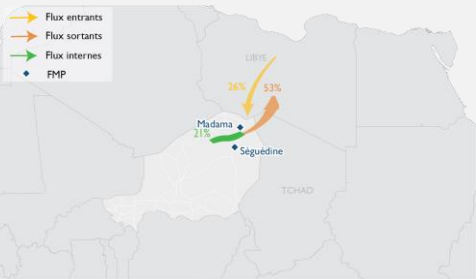 Flux entrants
Flux sortants
Flux internes
FMP
LIBYE
26%
53%
Madama
21%
Séguédine
TCHAD